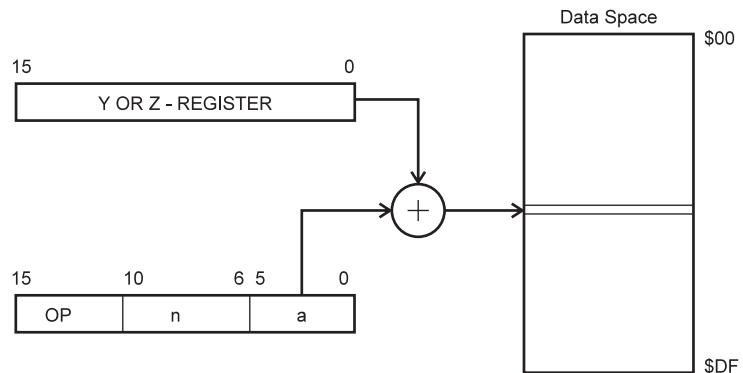 Data Space
$00
15 0
Y OR Z - REGISTER
+
15 10 6 5 0
OP n a
$DF